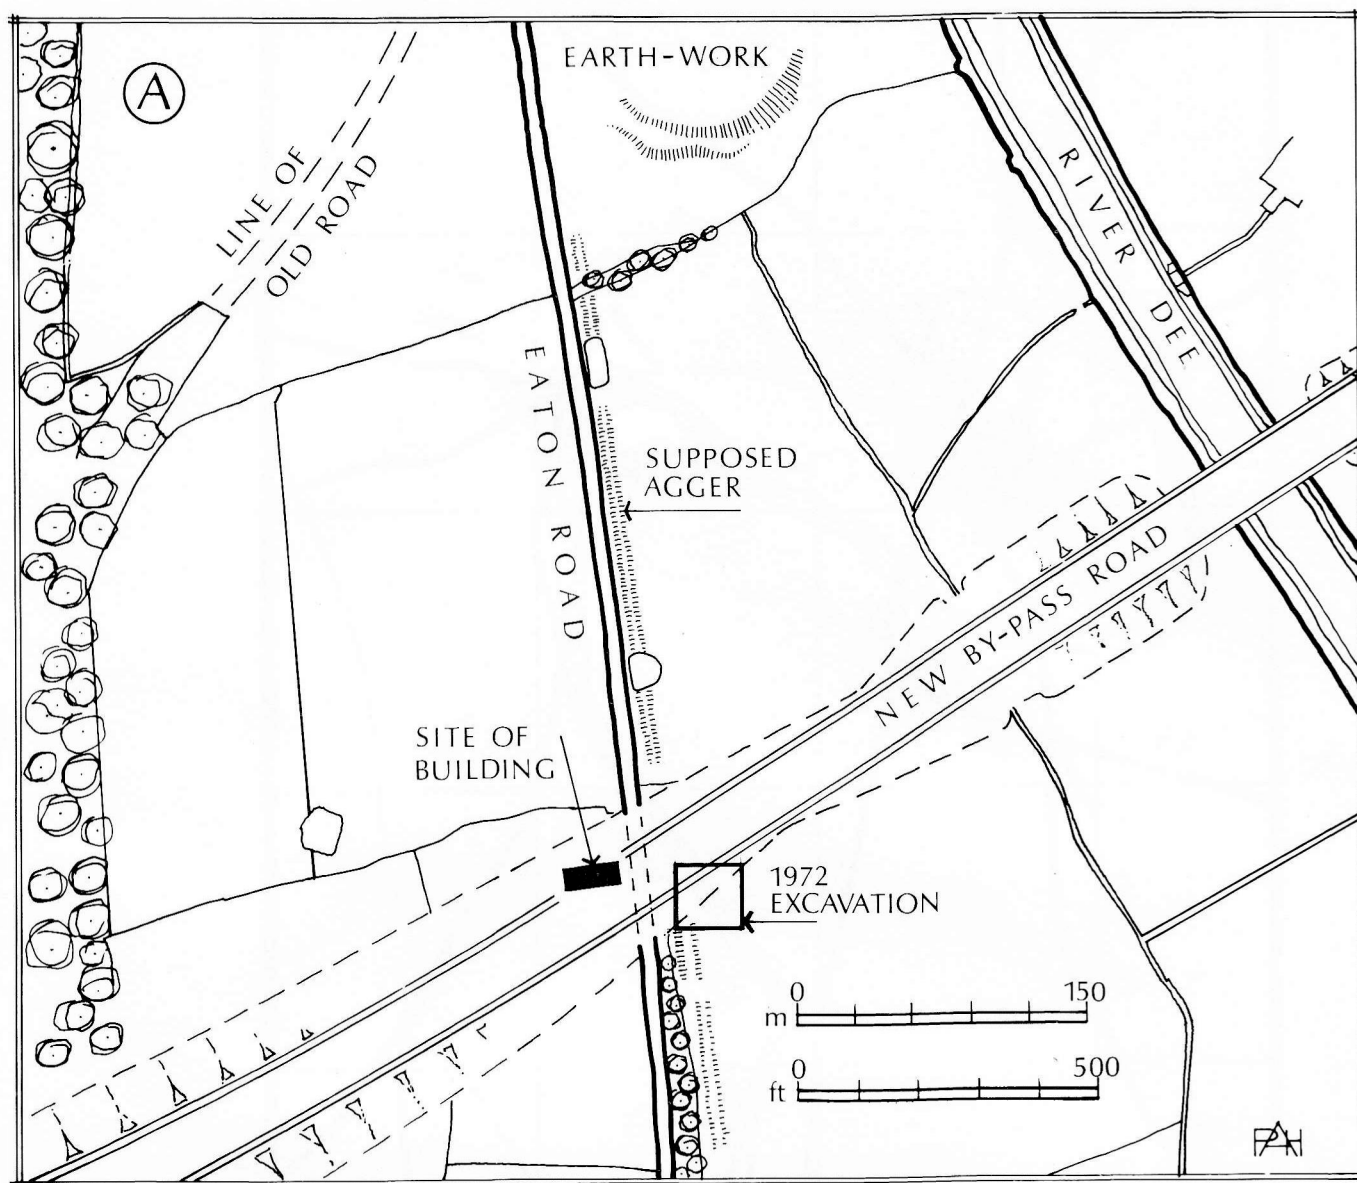 A
EARTH-WORK
LINE OF
OLD ROAD
RIVER DEE
EATON ROAD
SUPPOSED
AGGER
NEW BY-PASS ROAD
SITE OF
BUILDING
1972
EXCAVATION
0 150
m
0 500
ft
PAH